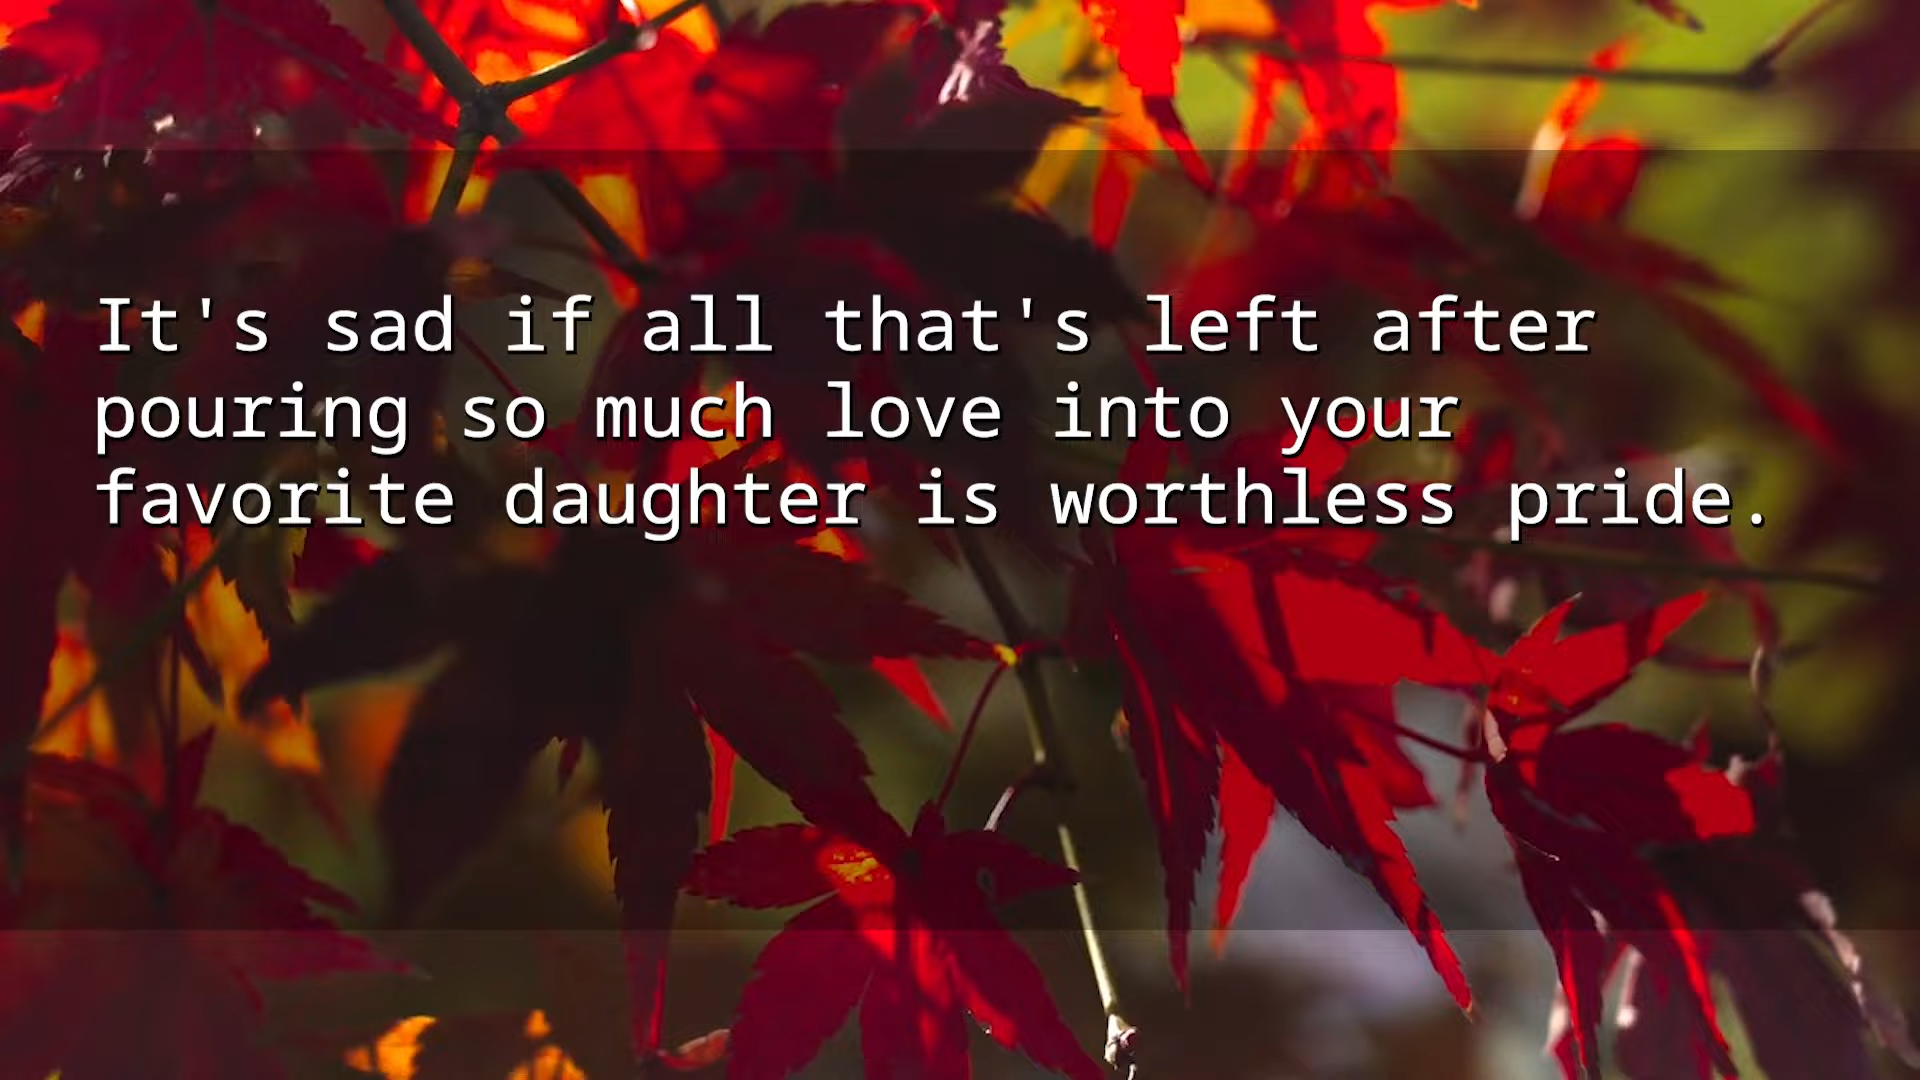 It's sad if all that's left after
pouring so much love into your
favorite daughter is worthless pride.